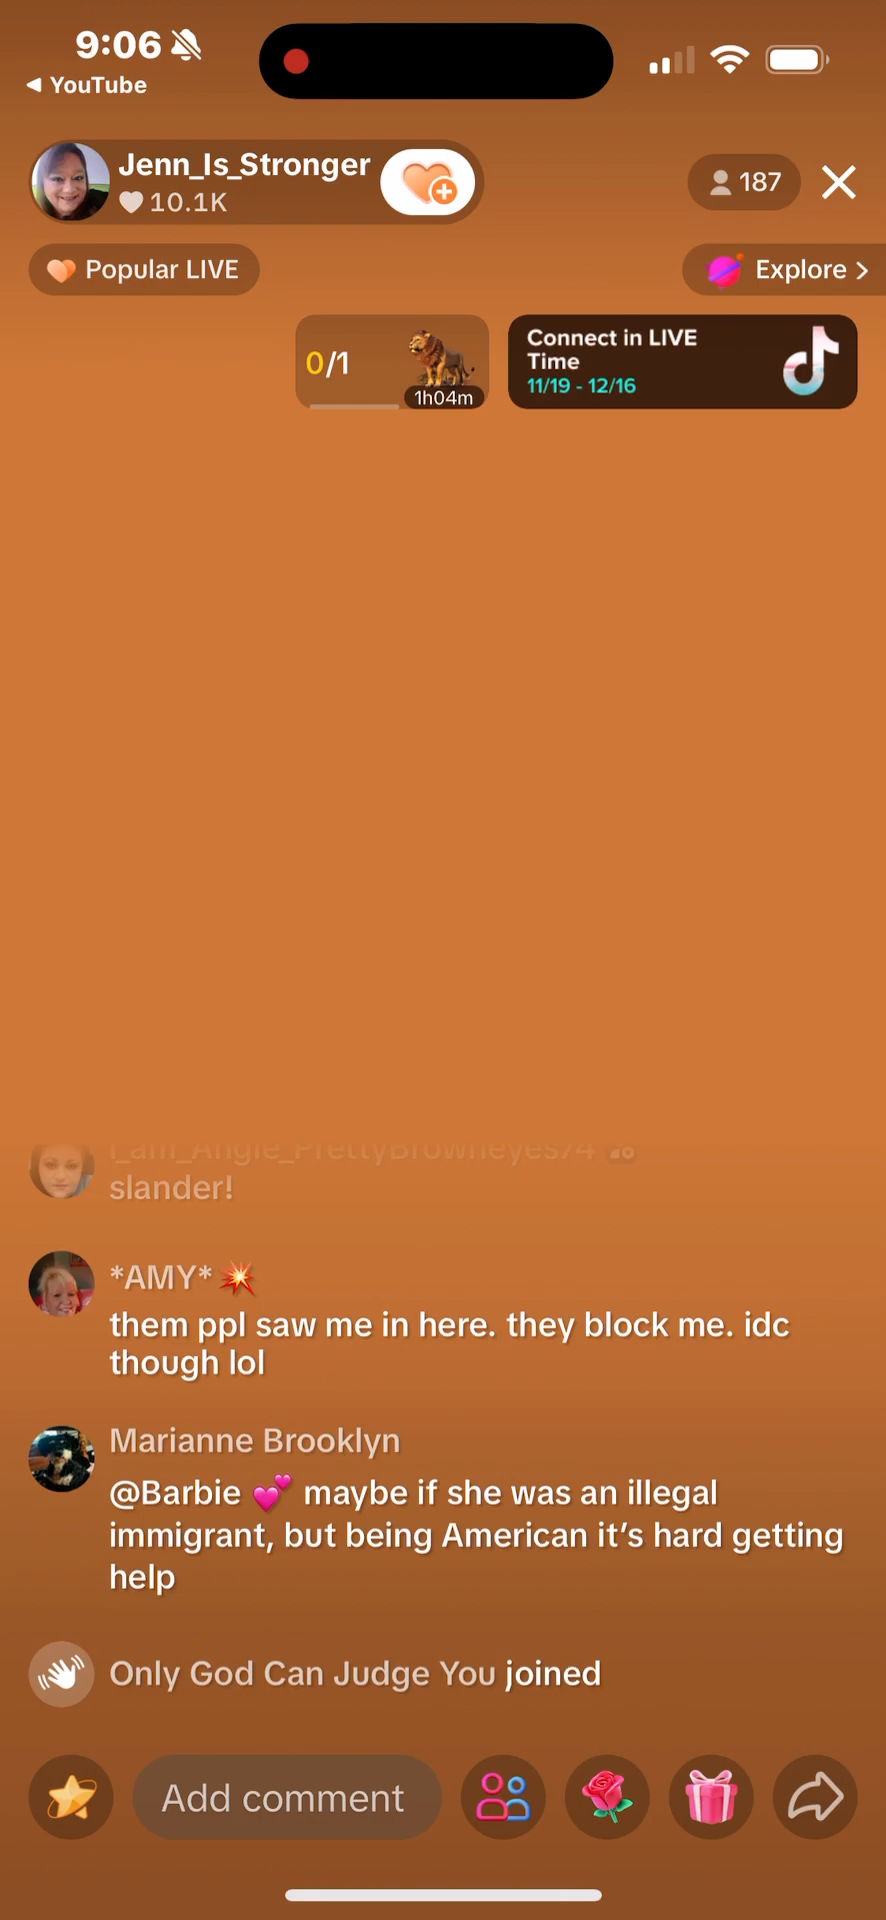 9:06
◀ YouTube
Jenn_Is_Stronger
10.1K
187
Popular LIVE
Explore >
0/1
1h04m
Connect in LIVE
Time
11/19 - 12/16
I_am_Angie_PrettyBrowneyes74
slander!
*AMY* 💥
them ppl saw me in here. they block me. idc
though lol
Marianne Brooklyn
@Barbie 💕 maybe if she was an illegal
immigrant, but being American it’s hard getting
help
Only God Can Judge You joined
Add comment